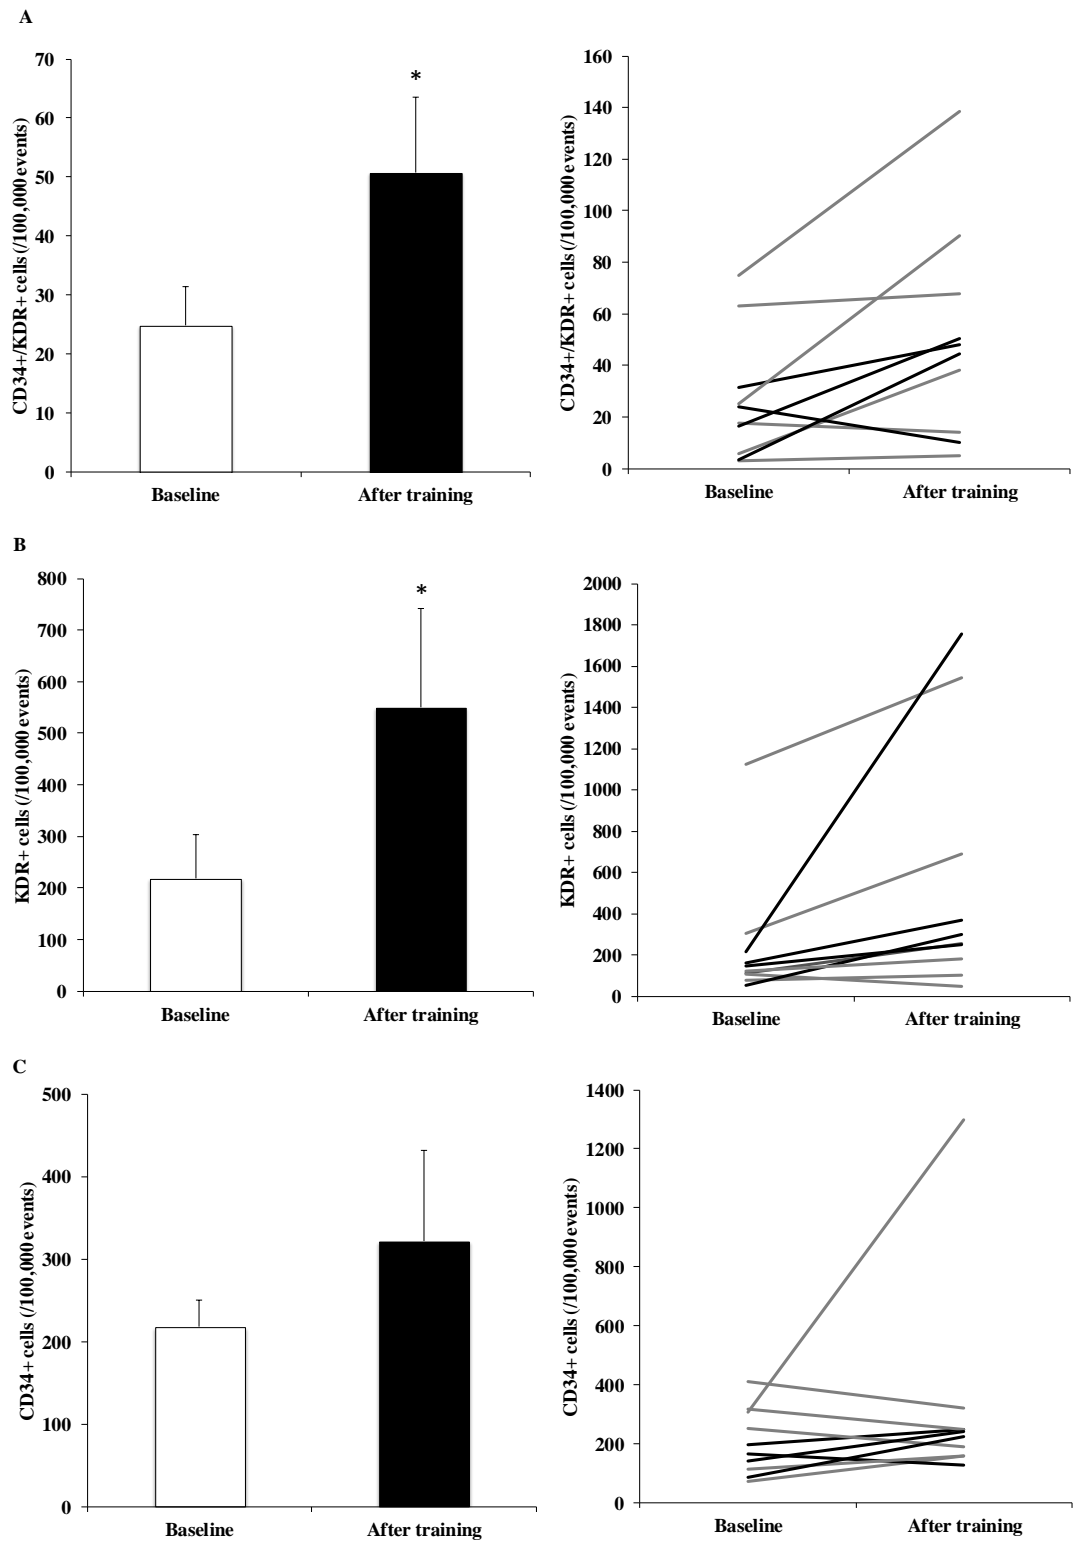 A
CD34+/KDR+ cells (/100,000 events)
70
60
50
40
30
20
10
0
*
Baseline
After training
CD34+/KDR+ cells (/100,000 events)
160
140
120
100
80
60
40
20
0
Baseline
After training
B
KDR+ cells (/100,000 events)
800
700
600
500
400
300
200
100
0
*
Baseline
After training
KDR+ cells (/100,000 events)
2000
1800
1600
1400
1200
1000
800
600
400
200
0
Baseline
After training
C
CD34+ cells (/100,000 events)
500
400
300
200
100
0
Baseline
After training
CD34+ cells (/100,000 events)
1400
1200
1000
800
600
400
200
0
Baseline
After training